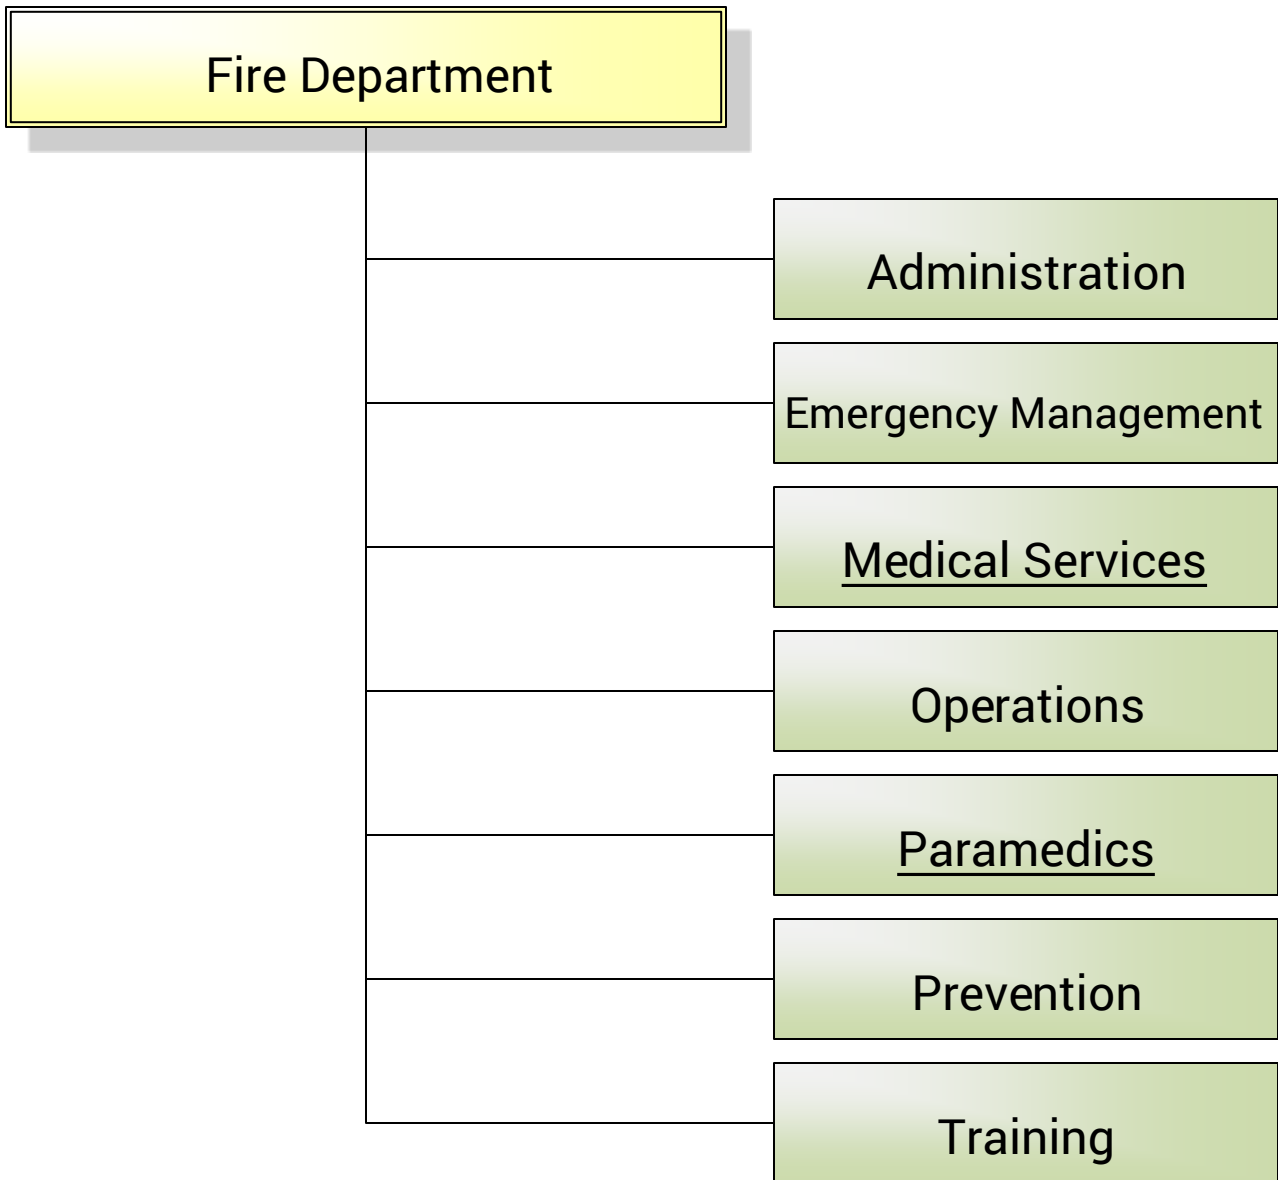 Fire Department
Administration
Emergency Management
Medical Services
Operations
Paramedics
Prevention
Training